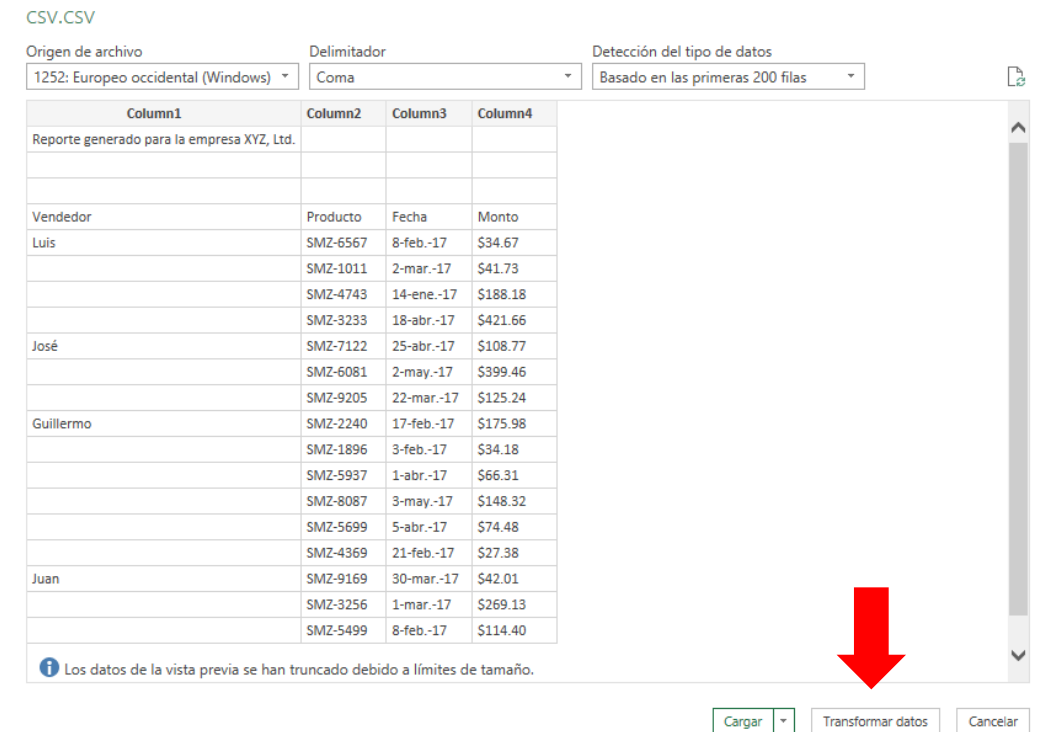 CSV.CSV
Origen de archivo Delimitador Detección del tipo de datos
1252: Europeo occidental (Windows) Coma Basado en las primeras 200 filas
Column1 Column2 Column3 Column4
Reporte generado para la empresa XYZ, Ltd.
Vendedor Producto Fecha Monto
Luis SMZ-6567 8-feb.-17 $34.67
SMZ-1011 2-mar.-17 $41.73
SMZ-4743 14-ene.-17 $188.18
SMZ-3233 18-abr.-17 $421.66
José SMZ-7122 25-abr.-17 $108.77
SMZ-6081 2-may.-17 $399.46
SMZ-9205 22-mar.-17 $125.24
Guillermo SMZ-2240 17-feb.-17 $175.98
SMZ-1896 3-feb.-17 $34.18
SMZ-5937 1-abr.-17 $66.31
SMZ-8087 3-may.-17 $148.32
SMZ-5699 5-abr.-17 $74.48
SMZ-4369 21-feb.-17 $27.38
Juan SMZ-9169 30-mar.-17 $42.01
SMZ-3256 1-mar.-17 $269.13
SMZ-5499 8-feb.-17 $114.40
Los datos de la vista previa se han truncado debido a límites de tamaño.
Cargar Transformar datos Cancelar